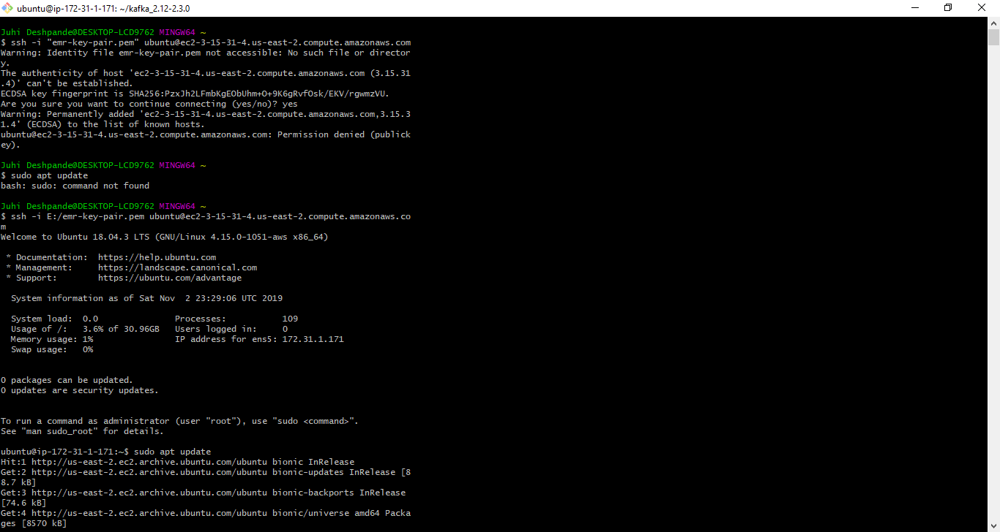 ubuntu@ip-172-31-1-171: ~/kafka_2.12-2.3.0
Juhi Deshpande@DESKTOP-LCD9762 MINGW64 ~
$ ssh -i "emr-key-pair.pem" ubuntu@ec2-3-15-31-4.us-east-2.compute.amazonaws.com
Warning: Identity file emr-key-pair.pem not accessible: No such file or director
y.
The authenticity of host 'ec2-3-15-31-4.us-east-2.compute.amazonaws.com (3.15.31
.4)' can't be established.
ECDSA key fingerprint is SHA256:PzxJh2LFmbKgEObUhm+O+9K6gRvfOsk/EKV/rgwmzVU.
Are you sure you want to continue connecting (yes/no)? yes
Warning: Permanently added 'ec2-3-15-31-4.us-east-2.compute.amazonaws.com,3.15.3
1.4' (ECDSA) to the list of known hosts.
ubuntu@ec2-3-15-31-4.us-east-2.compute.amazonaws.com: Permission denied (publick
ey).
Juhi Deshpande@DESKTOP-LCD9762 MINGW64 ~
$ sudo apt update
bash: sudo: command not found
Juhi Deshpande@DESKTOP-LCD9762 MINGW64 ~
$ ssh -i E:/emr-key-pair.pem ubuntu@ec2-3-15-31-4.us-east-2.compute.amazonaws.co
m
Welcome to Ubuntu 18.04.3 LTS (GNU/Linux 4.15.0-1051-aws x86_64)
* Documentation:  https://help.ubuntu.com
* Management:     https://landscape.canonical.com
* Support:        https://ubuntu.com/advantage
System information as of Sat Nov  2 23:29:06 UTC 2019
System load:  0.0               Processes:           109
Usage of /:   3.6% of 30.96GB   Users logged in:     0
Memory usage: 1%                IP address for ens5: 172.31.1.171
Swap usage:   0%
0 packages can be updated.
0 updates are security updates.
To run a command as administrator (user "root"), use "sudo <command>".
See "man sudo_root" for details.
ubuntu@ip-172-31-1-171:~$ sudo apt update
Hit:1 http://us-east-2.ec2.archive.ubuntu.com/ubuntu bionic InRelease
Get:2 http://us-east-2.ec2.archive.ubuntu.com/ubuntu bionic-updates InRelease [8
8.7 kB]
Get:3 http://us-east-2.ec2.archive.ubuntu.com/ubuntu bionic-backports InRelease
[74.6 kB]
Get:4 http://us-east-2.ec2.archive.ubuntu.com/ubuntu bionic/universe amd64 Packa
ges [8570 kB]